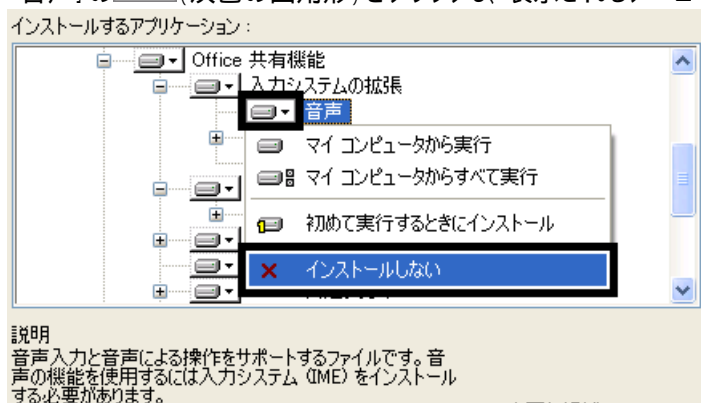 インストールするアプリケーション：
Office 共有機能
入力システムの拡張
音声
マイ コンピュータから実行
マイ コンピュータからすべて実行
初めて実行するときにインストール
インストールしない
説明
音声入力と音声による操作をサポートするファイルです。音
声の機能を使用するには入力システム (IME) をインストール
する必要があります。